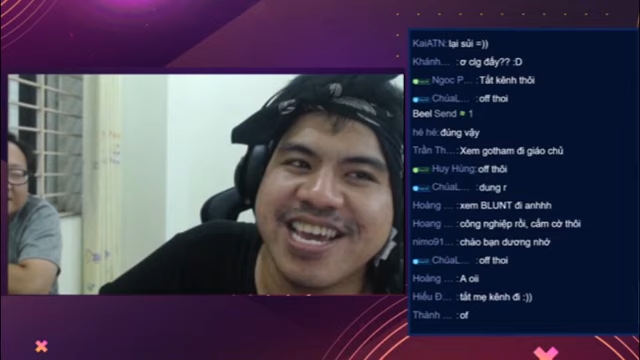 KaiATN: lại sủi =))
Khánh... : ơ clg đấy?? :D
Ngoc P... : Tắt kênh thôi
ChúaL... : off thoi
Beel Send 1
hé hé: đúng vậy
Trần Th... : Xem gotham đi giáo chủ
Huy Hùng: off thôi
ChúaL... : dung r
Hoàng ... : xem BLUNT đi anhhh
Hoang ... : công nghiệp rồi, cắm cờ thôi
nimo91... : chào bạn dương nhớ
ChúaL... : off thoi
Hoàng ... : A oii
Hiếu Đ... : tắt mẹ kênh đi :))
Thành ... : of